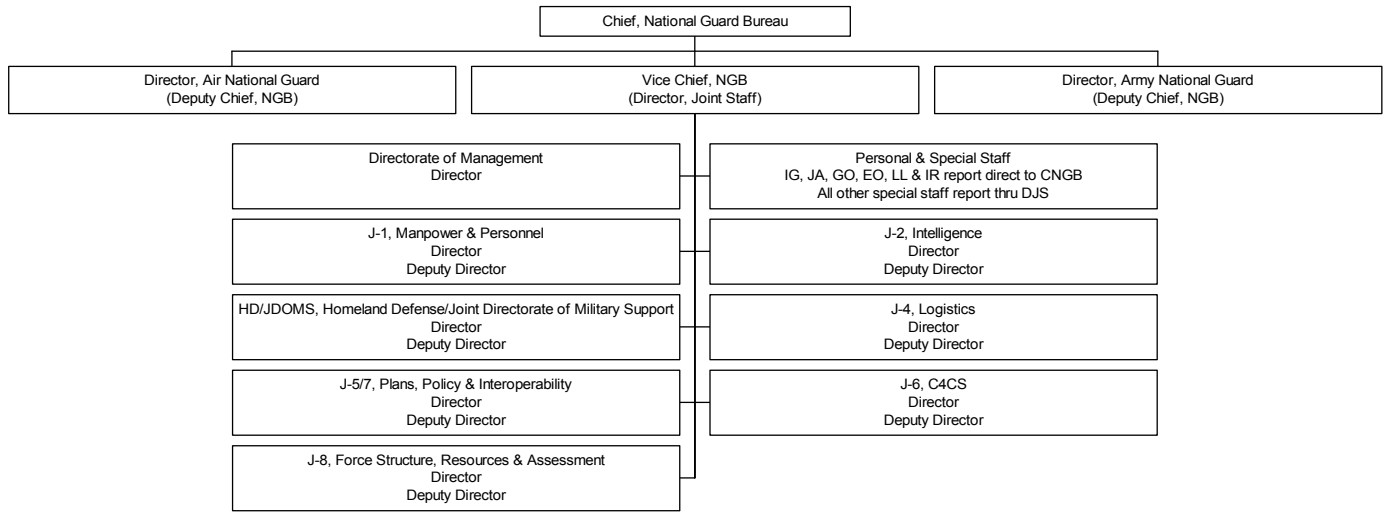 Chief, National Guard Bureau
Director, Air National Guard
(Deputy Chief, NGB)
Vice Chief, NGB
(Director, Joint Staff)
Director, Army National Guard
(Deputy Chief, NGB)
Directorate of Management
Director
Personal & Special Staff
IG, JA, GO, EO, LL & IR report direct to CNGB
All other special staff report thru DJS
J-1, Manpower & Personnel
Director
Deputy Director
J-2, Intelligence
Director
Deputy Director
HD/JDOMS, Homeland Defense/Joint Directorate of Military Support
Director
Deputy Director
J-4, Logistics
Director
Deputy Director
J-5/7, Plans, Policy & Interoperability
Director
Deputy Director
J-6, C4CS
Director
Deputy Director
J-8, Force Structure, Resources & Assessment
Director
Deputy Director